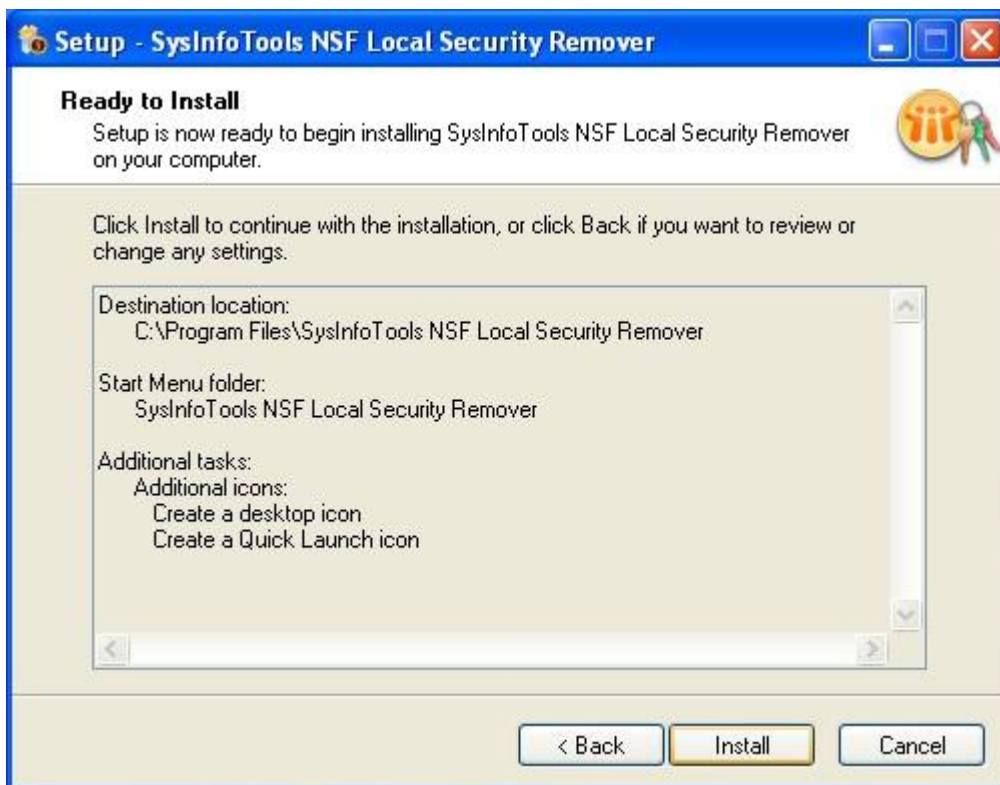 Setup - SysInfoTools NSF Local Security Remover
Ready to Install
Setup is now ready to begin installing SysInfoTools NSF Local Security Remover
on your computer.
Click Install to continue with the installation, or click Back if you want to review or
change any settings.
Destination location:
C:\Program Files\SysInfoTools NSF Local Security Remover
Start Menu folder:
SysInfoTools NSF Local Security Remover
Additional tasks:
Additional icons:
Create a desktop icon
Create a Quick Launch icon
< Back
Install
Cancel